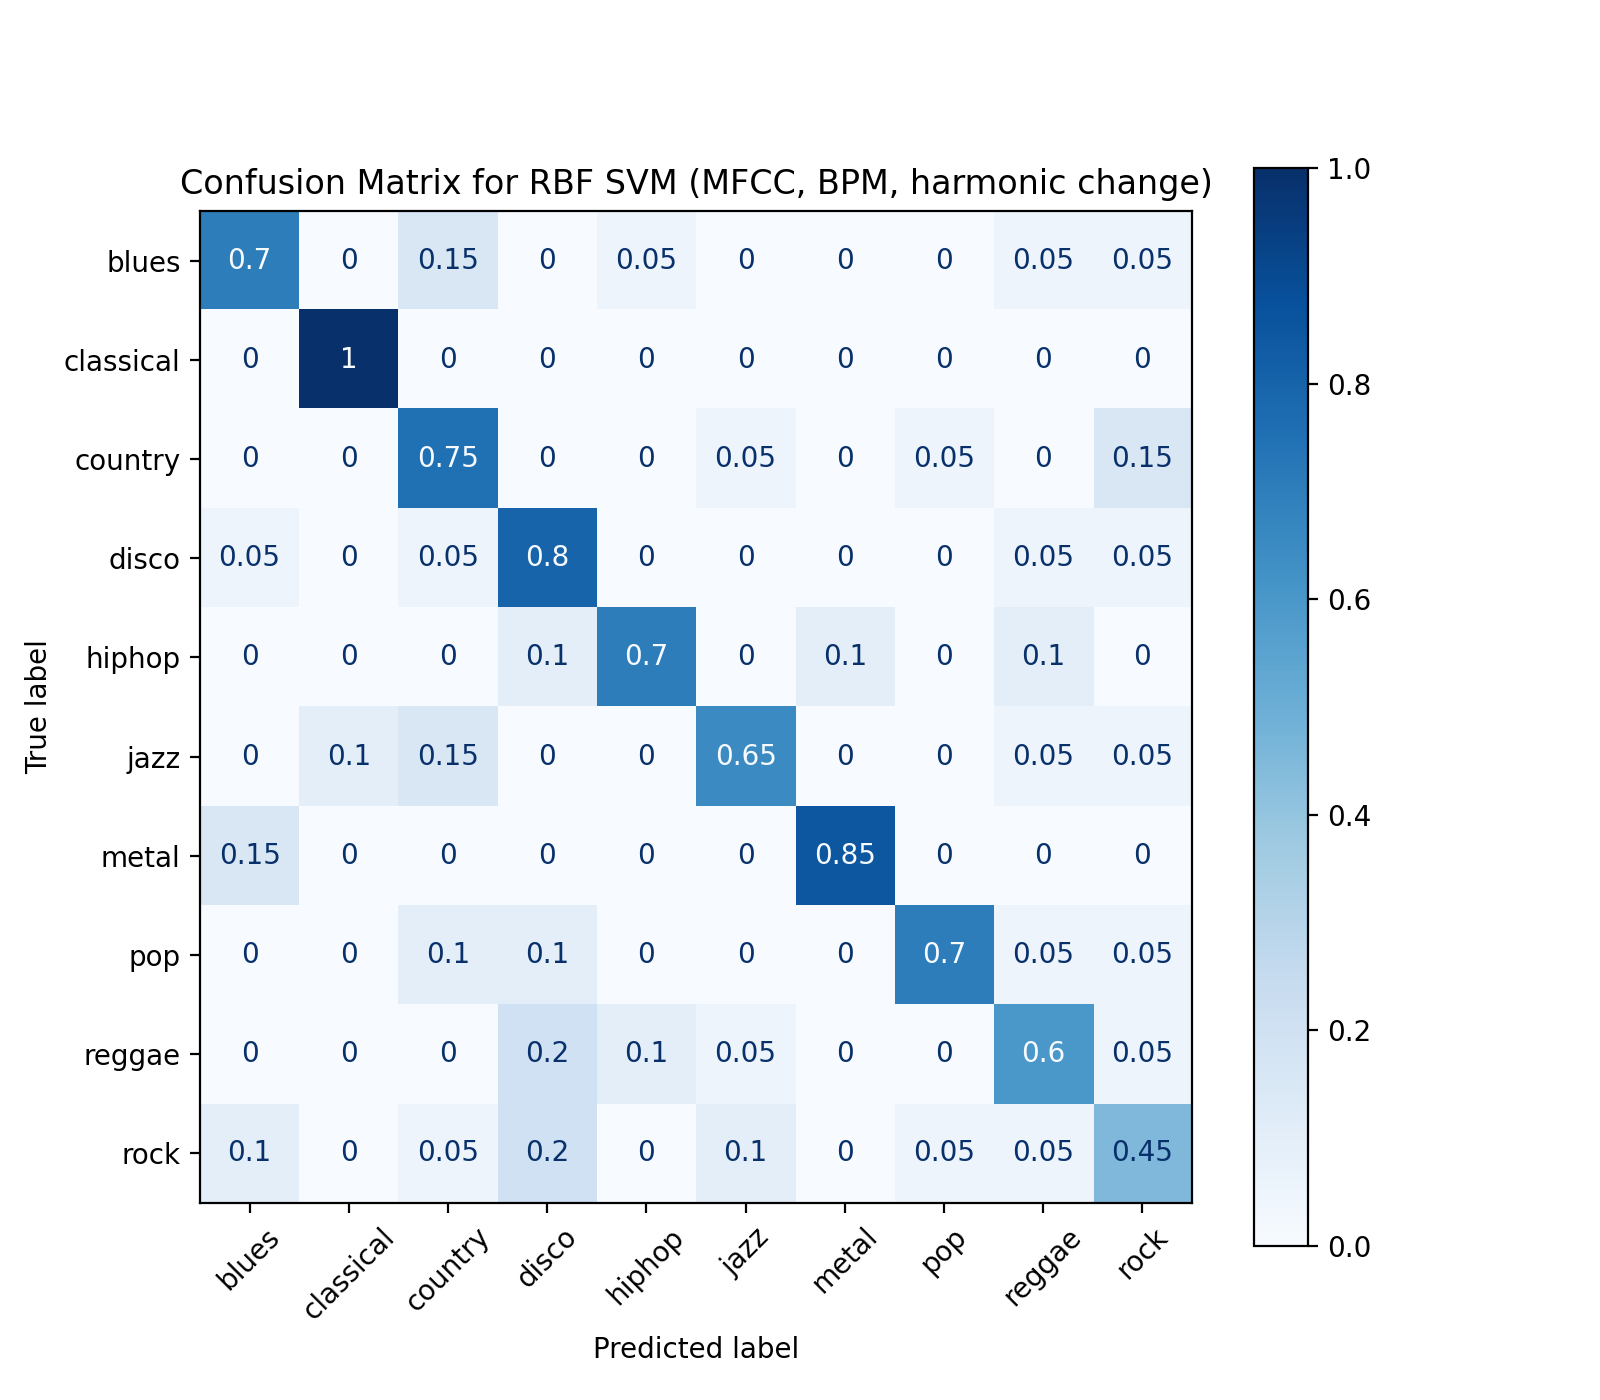 Confusion Matrix for RBF SVM (MFCC, BPM, harmonic change)
1.0
blues 0.7 0 0.15 0 0.05 0 0 0 0.05 0.05
classical 0 1 0 0 0 0 0 0 0 0
0.8
country 0 0 0.75 0 0 0.05 0 0.05 0 0.15
disco 0.05 0 0.05 0.8 0 0 0 0 0.05 0.05
0.6
hiphop 0 0 0 0.1 0.7 0 0.1 0 0.1 0
True label
jazz 0 0.1 0.15 0 0 0.65 0 0 0.05 0.05
0.4
metal 0.15 0 0 0 0 0 0.85 0 0 0
pop 0 0 0.1 0.1 0 0 0 0.7 0.05 0.05
0.2
reggae 0 0 0 0.2 0.1 0.05 0 0 0.6 0.05
rock 0.1 0 0.05 0.2 0 0.1 0 0.05 0.05 0.45
0.0
blues classical country disco hiphop jazz metal pop reggae rock
Predicted label